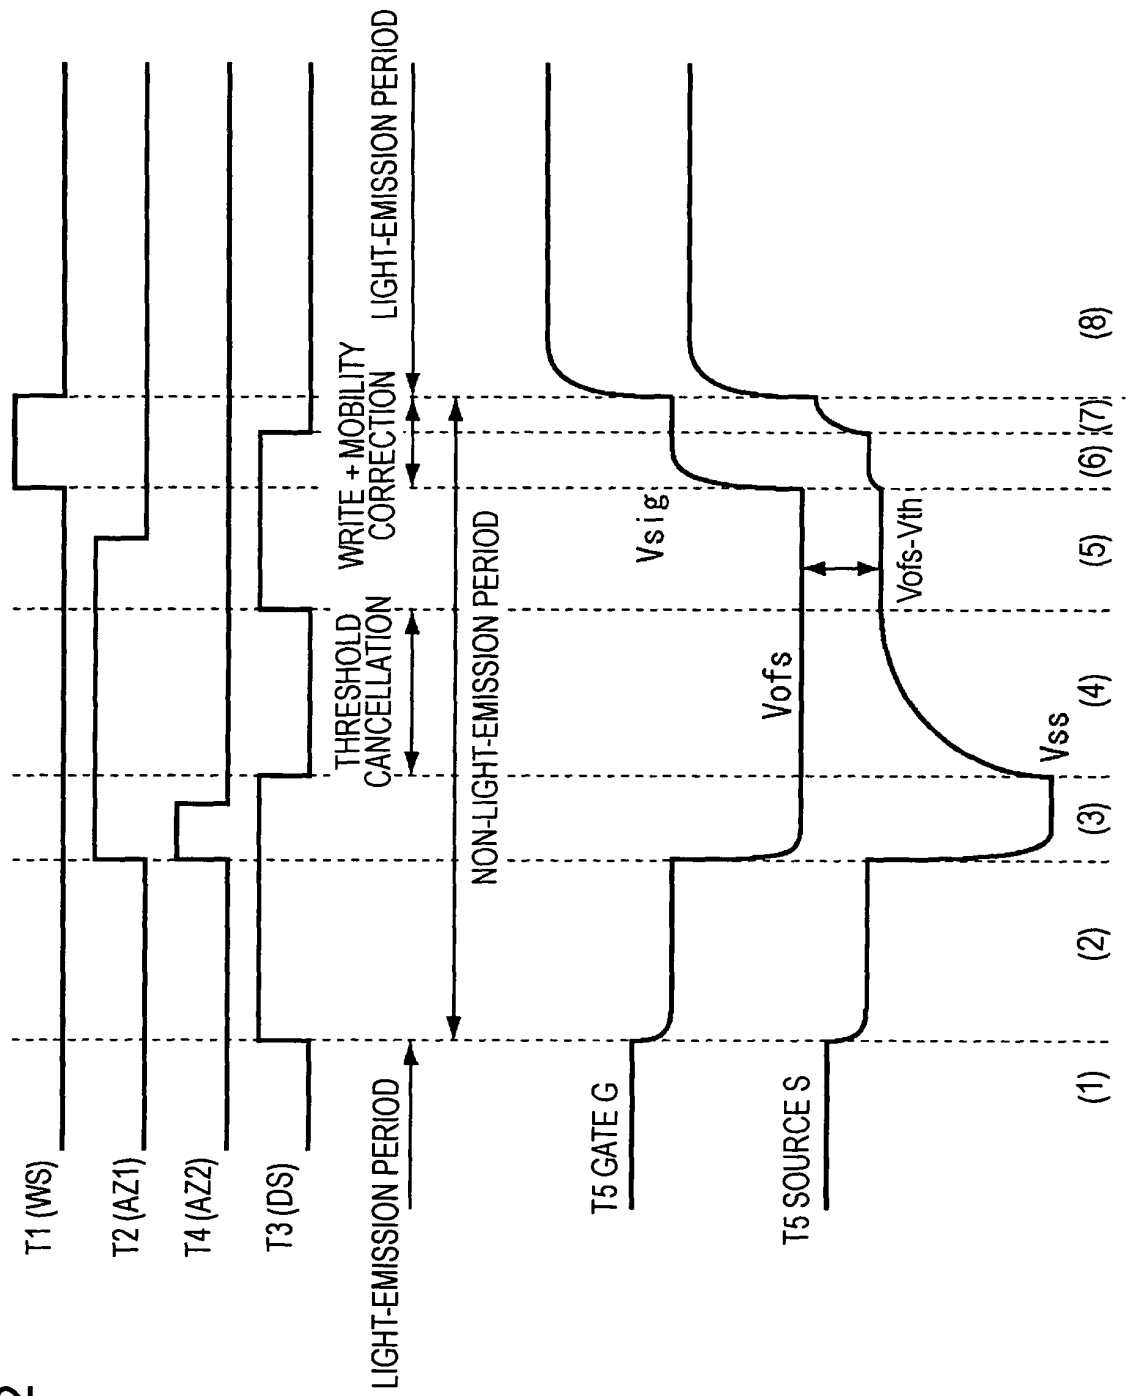 T1 (WS)
T2 (AZ1)
T4 (AZ2)
T3 (DS)
LIGHT-EMISSION PERIOD
THRESHOLD
CANCELLATION
WRITE + MOBILITY
CORRECTION
LIGHT-EMISSION PERIOD
NON-LIGHT-EMISSION PERIOD
T5 GATE G
Vofs
Vsig
T5 SOURCE S
Vss
Vofs-Vth
(1)
(2)
(3)
(4)
(5)
(6)
(7)
(8)